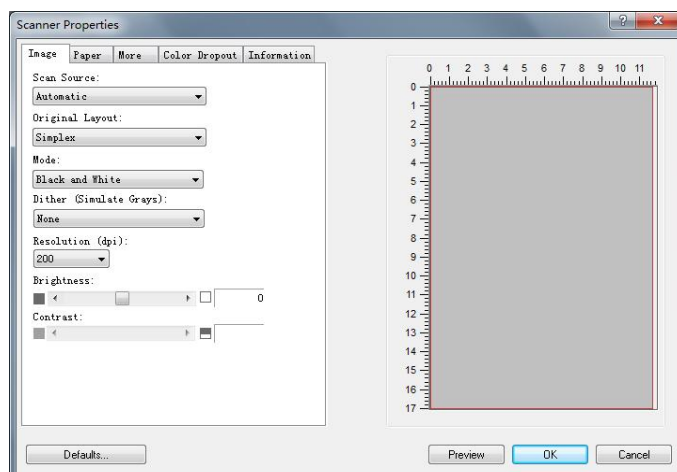 Scanner Properties
Image Paper More Color Dropout Information
Scan Source:
Automatic
Original Layout:
Simplex
Mode:
Black and White
Dither (Simulate Grays):
None
Resolution (dpi):
200
Brightness:
0
Contrast:
0 1 2 3 4 5 6 7 8 9 10 11
0
1
2
3
4
5
6
7
8
9
10
11
12
13
14
15
16
17
Defaults... Preview OK Cancel